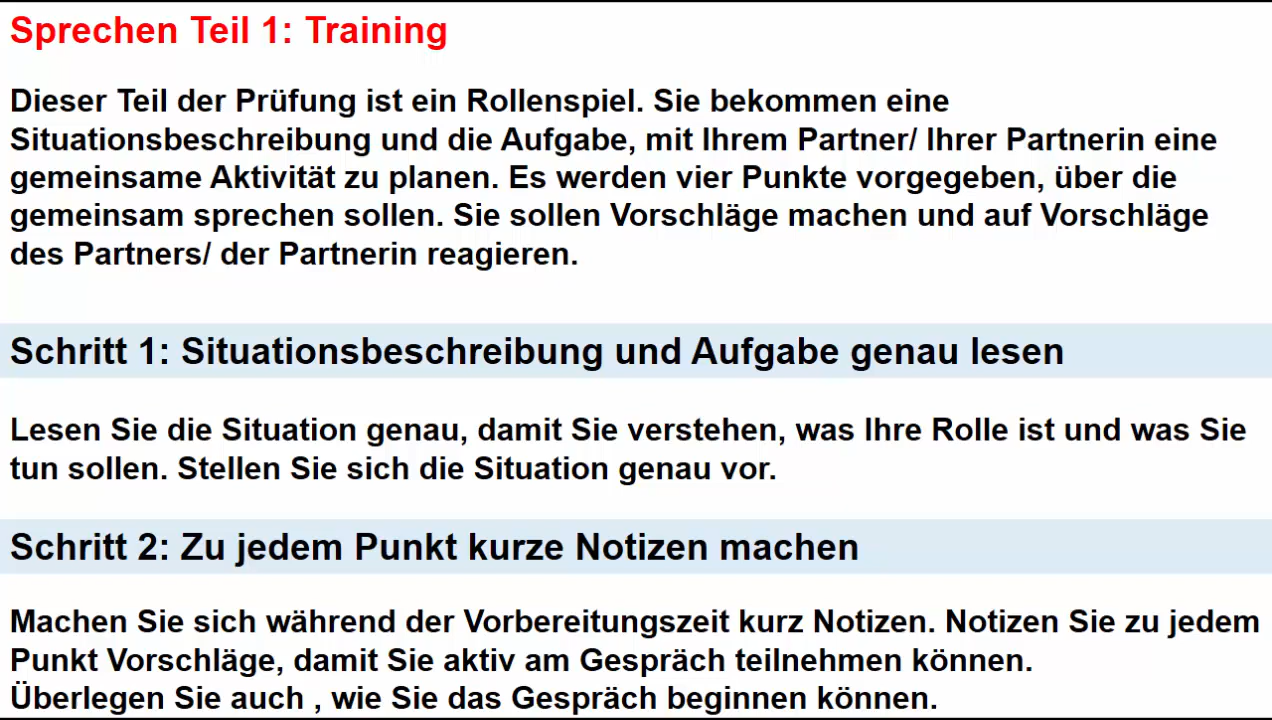 Sprechen Teil 1: Training
Dieser Teil der Prüfung ist ein Rollenspiel. Sie bekommen eine
Situationsbeschreibung und die Aufgabe, mit Ihrem Partner/ Ihrer Partnerin eine
gemeinsame Aktivität zu planen. Es werden vier Punkte vorgegeben, über die
gemeinsam sprechen sollen. Sie sollen Vorschläge machen und auf Vorschläge
des Partners/ der Partnerin reagieren.
Schritt 1: Situationsbeschreibung und Aufgabe genau lesen
Lesen Sie die Situation genau, damit Sie verstehen, was Ihre Rolle ist und was Sie
tun sollen. Stellen Sie sich die Situation genau vor.
Schritt 2: Zu jedem Punkt kurze Notizen machen
Machen Sie sich während der Vorbereitungszeit kurz Notizen. Notizen Sie zu jedem
Punkt Vorschläge, damit Sie aktiv am Gespräch teilnehmen können.
Überlegen Sie auch , wie Sie das Gespräch beginnen können.